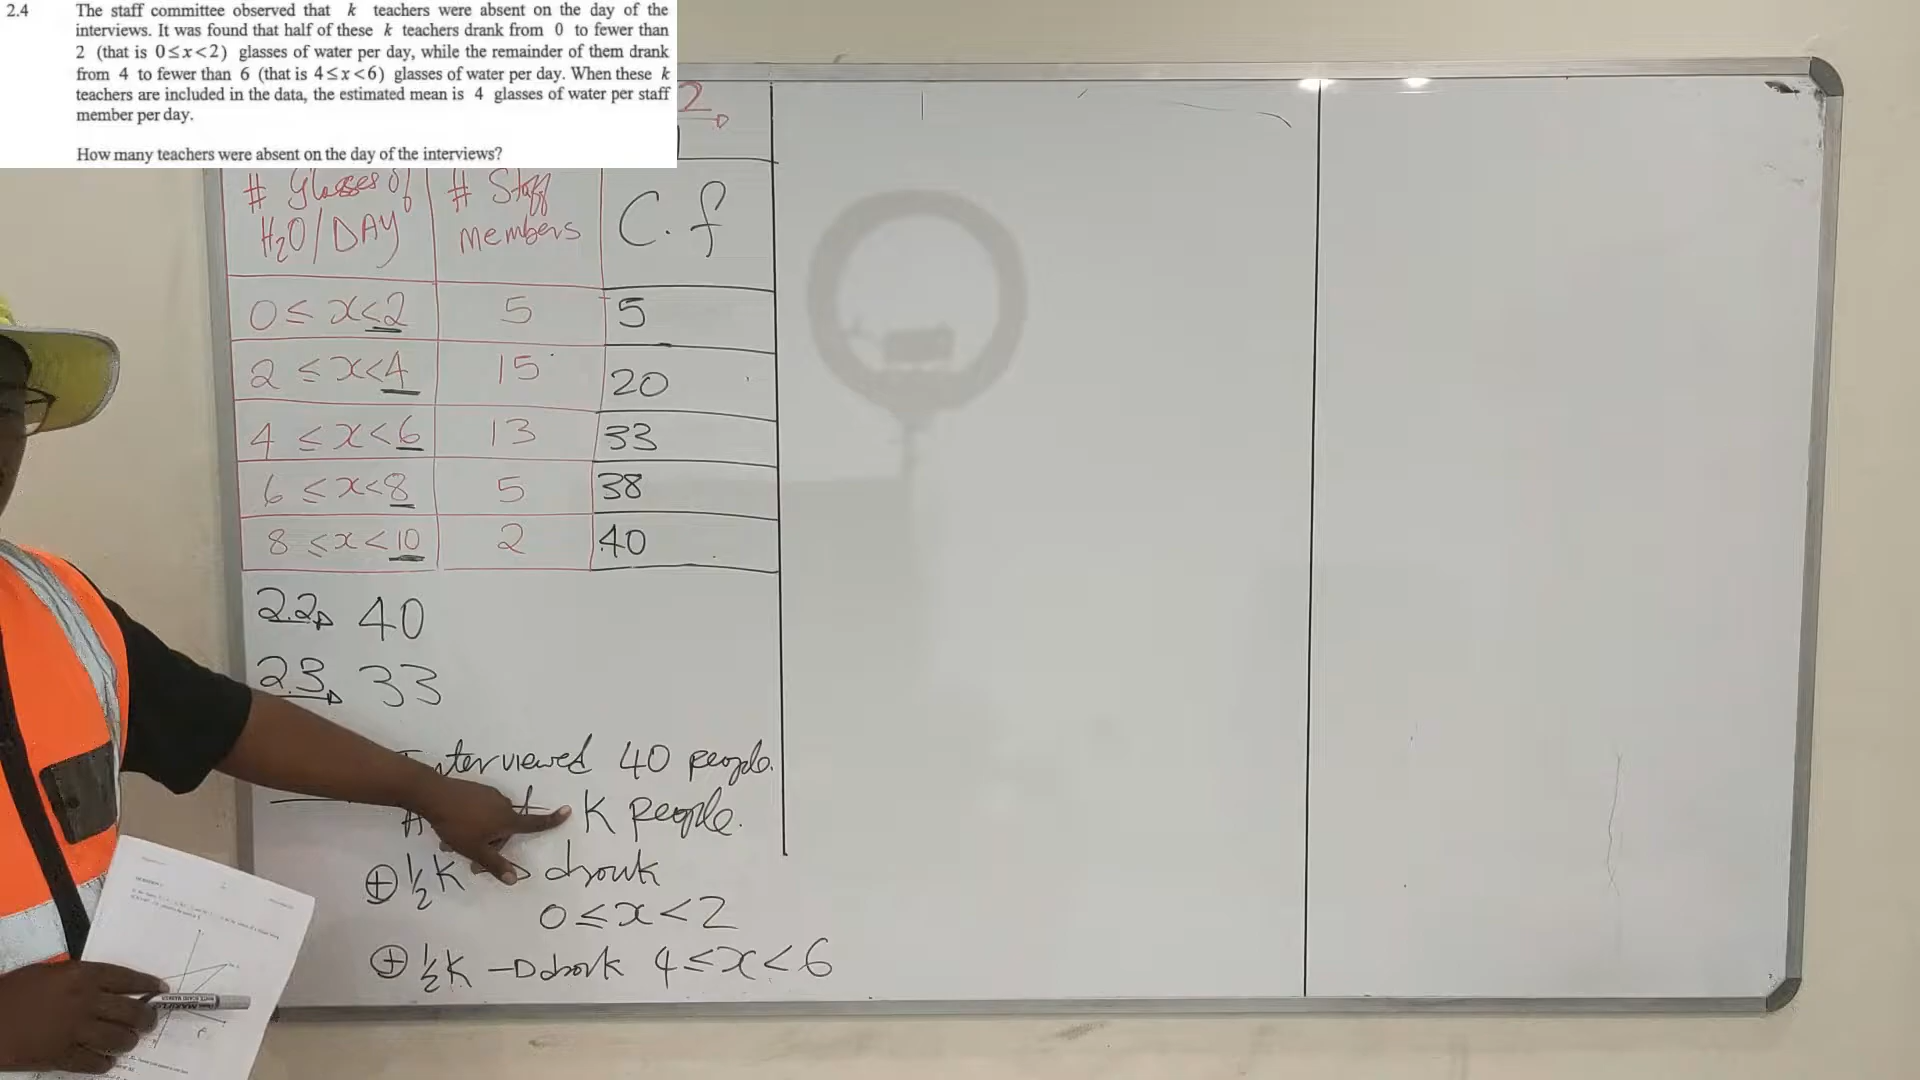 2.4 The staff committee observed that k teachers were absent on the day of the
interviews. It was found that half of these k teachers drank from 0 to fewer than
2 (that is 0≤x<2) glasses of water per day, while the remainder of them drank
from 4 to fewer than 6 (that is 4≤x<6) glasses of water per day. When these k
teachers are included in the data, the estimated mean is 4 glasses of water per staff
member per day.
How many teachers were absent on the day of the interviews?
2
# Glasses of H2O/DAY # Staff members C.f
0 ≤ x<2 5 5
2 ≤ x<4 15 20
4 ≤ x<6 13 33
6 ≤ x<8 5 38
8 ≤ x<10 2 40
2.2 40
2.3 33
Interviewed 40 people.
K people.
⊕ ½K → drank
0≤x<2
⊕ ½K → drank 4≤x<6